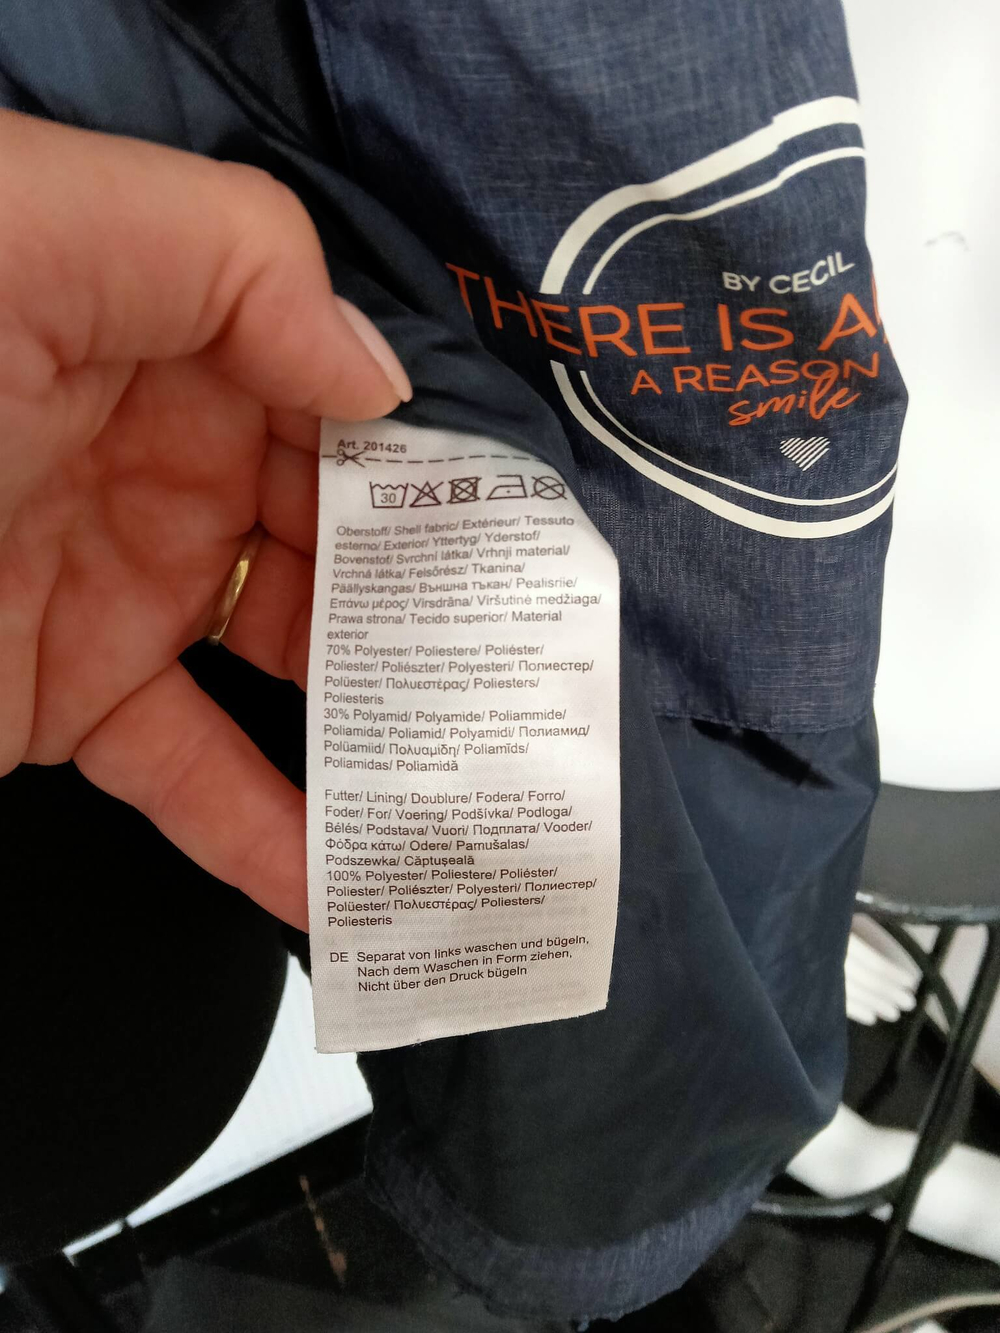 BY CECIL
THERE IS A
A REASON
smile
Art. 201426
30
Oberstoff/ Shell fabric/ Extérieur/ Tessuto
esterno/ Exterior/ Yttertyg/ Yderstof/
Bovenstof/ Svrchní látka/ Vrhnji material/
Vrchná látka/ Felsőrész/ Tkanina/
Päällyskangas/ Външна тъкан/ Pealisriie/
Επάνω μέρος/ Virsdrāna/ Viršutinė medžiaga/
Prawa strona/ Tecido superior/ Material
exterior
70% Polyester/ Poliestere/ Poliéster/
Poliester/ Poliészter/ Polyesteri/ Полиестер/
Polüester/ Πολυεστέρας/ Poliesters/
Poliesteris
30% Polyamid/ Polyamide/ Poliammide/
Poliamida/ Poliamid/ Polyamidi/ Полиамид/
Polüamiid/ Πολυαμίδη/ Poliamīds/
Poliamidas/ Poliamidă
Futter/ Lining/ Doublure/ Fodera/ Forro/
Foder/ For/ Voering/ Podšívka/ Podloga/
Bélés/ Podstava/ Vuori/ Подплата/ Vooder/
Φόδρα κάτω/ Odere/ Pamušalas/
Podszewka/ Căptuşeală
100% Polyester/ Poliestere/ Poliéster/
Poliester/ Poliészter/ Polyesteri/ Полиестер/
Polüester/ Πολυεστέρας/ Poliesters/
Poliesteris
DE Separat von links waschen und bügeln,
Nach dem Waschen in Form ziehen,
Nicht über den Druck bügeln